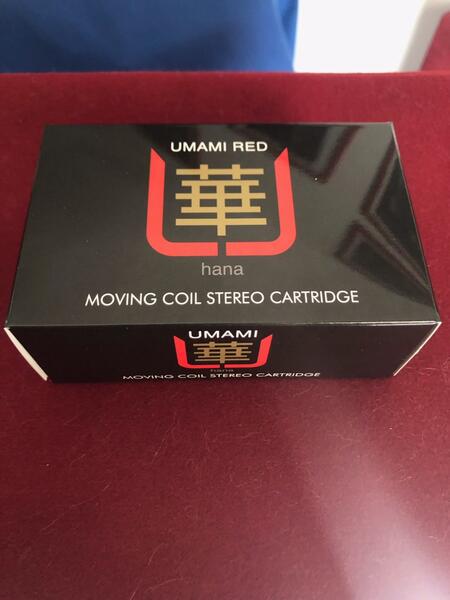 UMAMI RED
華
hana
MOVING COIL STEREO CARTRIDGE
UMAMI
華
hana
MOVING COIL STEREO CARTRIDGE